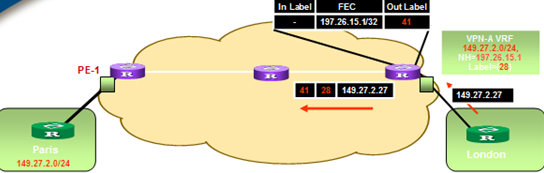 In Label FEC Out Label
- 197.26.15.1/32 41
VPN-A VRF
149.27.2.0/24,
NH=197.26.15.1
Label=28
PE-1
R
R
R
41 28 149.27.2.27
149.27.2.27
R
Paris
149.27.2.0/24
R
London